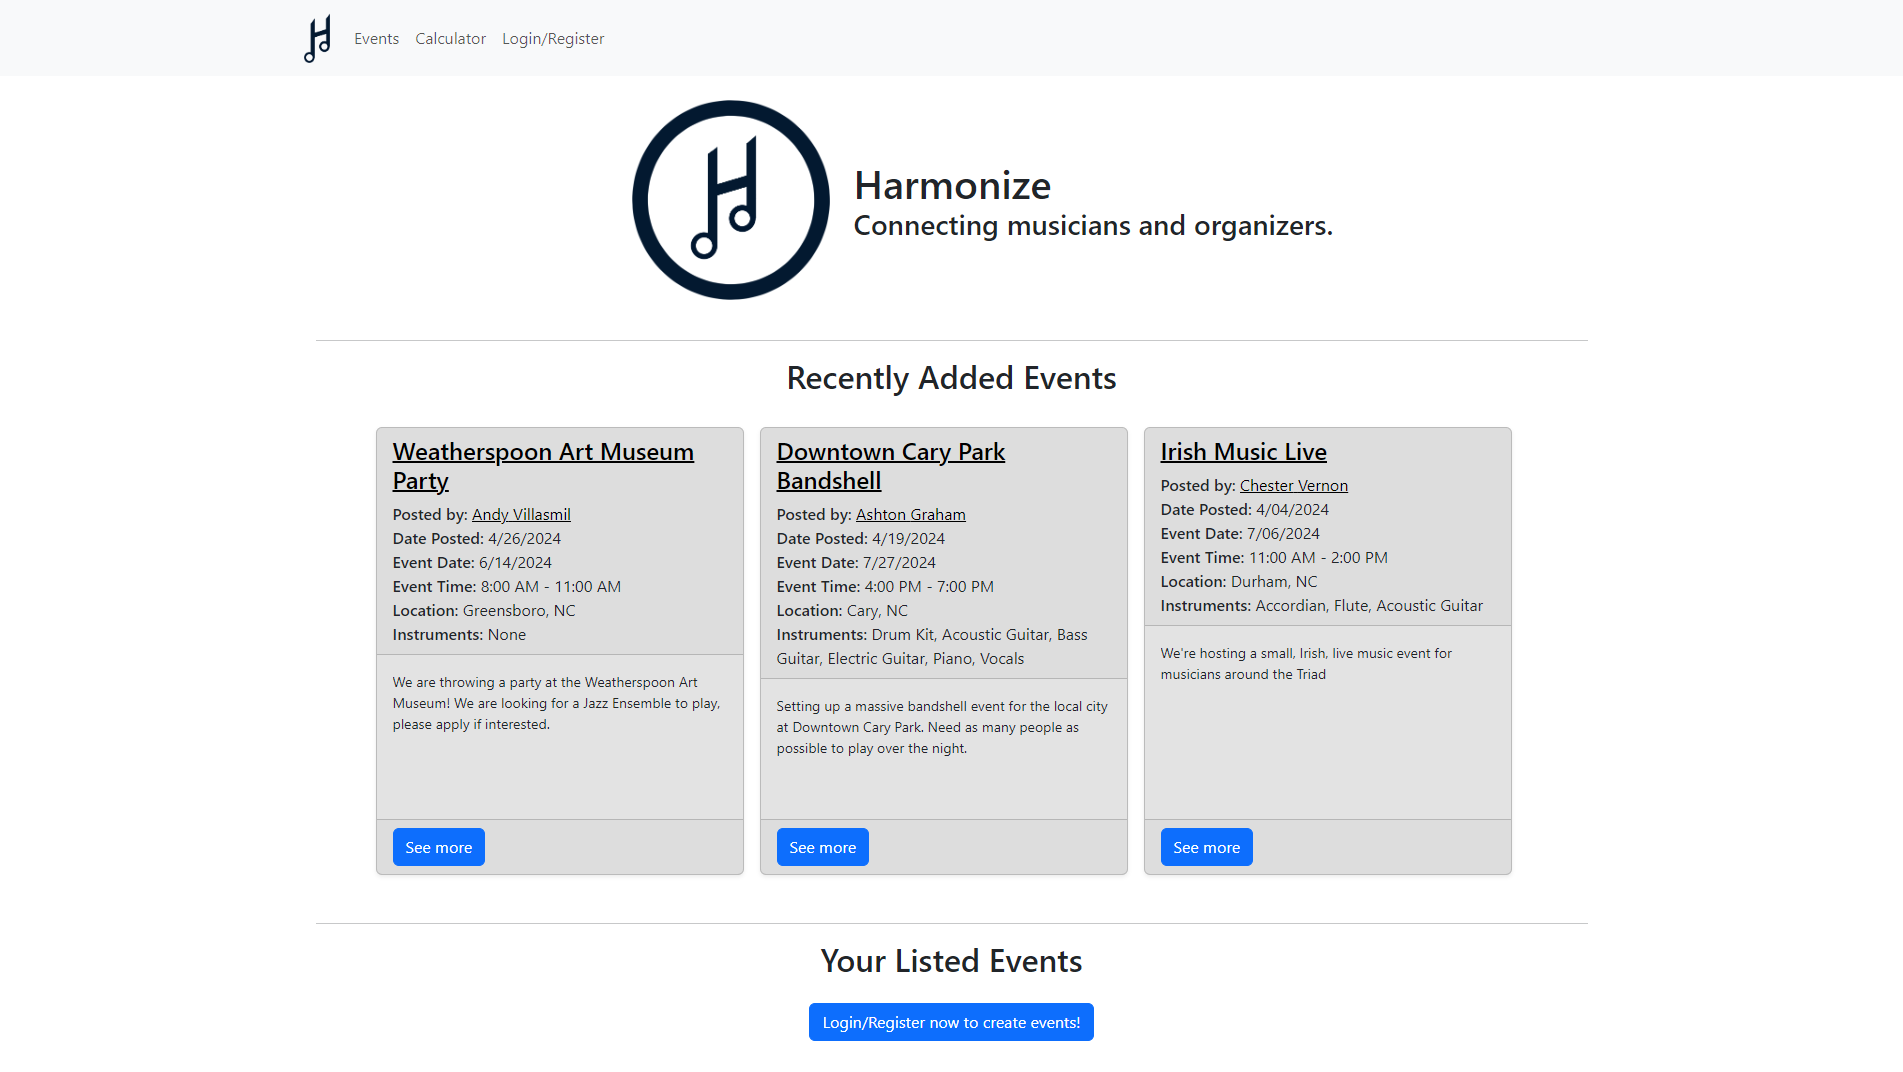 Events
Calculator
Login/Register
Harmonize
Connecting musicians and organizers.
Recently Added Events
Weatherspoon Art Museum
Party
Posted by: Andy Villasmil
Date Posted: 4/26/2024
Event Date: 6/14/2024
Event Time: 8:00 AM - 11:00 AM
Location: Greensboro, NC
Instruments: None
We are throwing a party at the Weatherspoon Art
Museum! We are looking for a Jazz Ensemble to play,
please apply if interested.
See more
Downtown Cary Park
Bandshell
Posted by: Ashton Graham
Date Posted: 4/19/2024
Event Date: 7/27/2024
Event Time: 4:00 PM - 7:00 PM
Location: Cary, NC
Instruments: Drum Kit, Acoustic Guitar, Bass
Guitar, Electric Guitar, Piano, Vocals
Setting up a massive bandshell event for the local city
at Downtown Cary Park. Need as many people as
possible to play over the night.
See more
Irish Music Live
Posted by: Chester Vernon
Date Posted: 4/04/2024
Event Date: 7/06/2024
Event Time: 11:00 AM - 2:00 PM
Location: Durham, NC
Instruments: Accordian, Flute, Acoustic Guitar
We're hosting a small, Irish, live music event for
musicians around the Triad
See more
Your Listed Events
Login/Register now to create events!